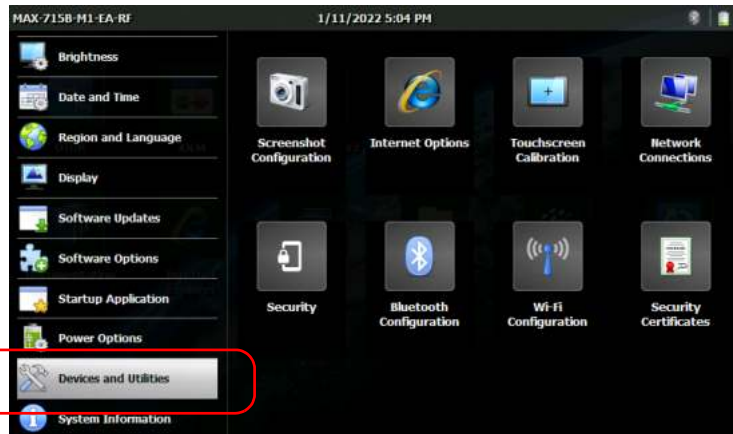 MAX-715B-M1-EA-RF
1/11/2022 5:04 PM
Brightness
Date and Time
Region and Language
Display
Software Updates
Software Options
Startup Application
Power Options
Devices and Utilities
System Information
Screenshot
Configuration
Internet Options
Touchscreen
Calibration
Network
Connections
Security
Bluetooth
Configuration
Wi-Fi
Configuration
Security
Certificates